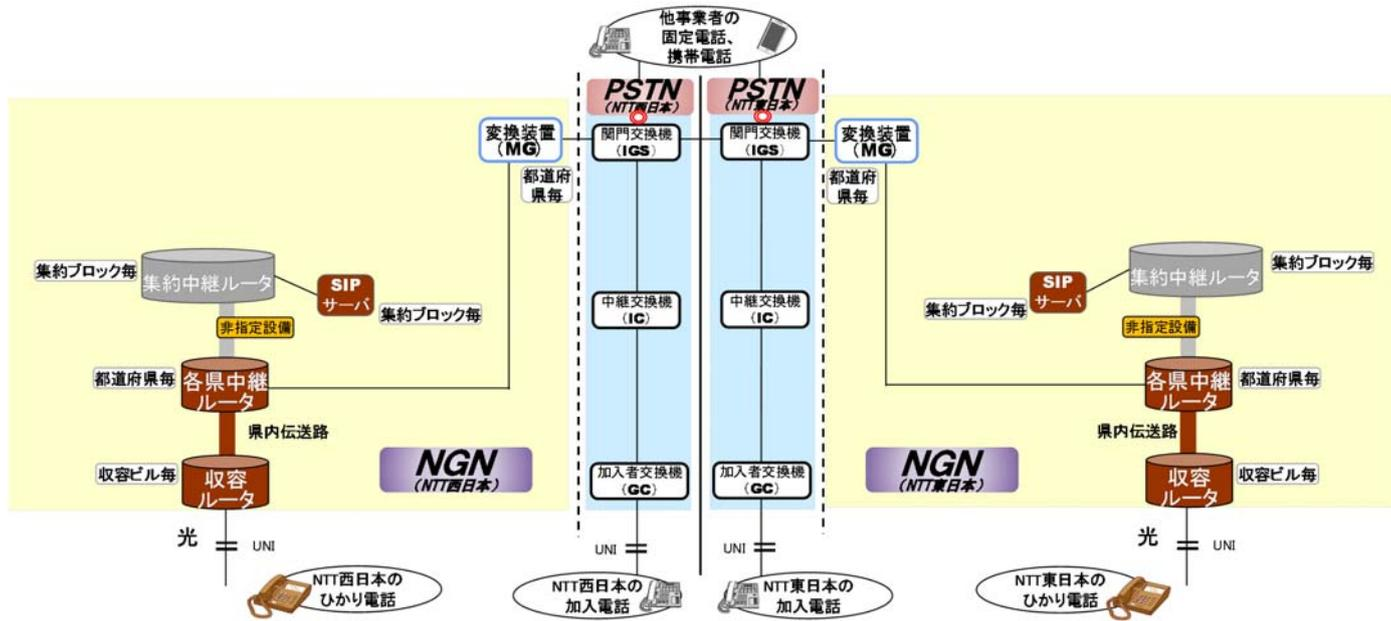 他事業者の
固定電話、
携帯電話
PSTN
(NTT西日本)
PSTN
(NTT東日本)
変換装置
(MG)
関門交換機
(IGS)
関門交換機
(IGS)
変換装置
(MG)
都道府
県毎
都道府
県毎
集約ブロック毎
集約中継ルータ
SIP
サーバ
集約ブロック毎
非指定設備
中継交換機
(IC)
中継交換機
(IC)
集約中継ルータ
集約ブロック毎
SIP
サーバ
集約ブロック毎
非指定設備
都道府県毎
各県中継
ルータ
県内伝送路
各県中継
ルータ
都道府県毎
県内伝送路
収容ビル毎
収容
ルータ
NGN
(NTT西日本)
加入者交換機
(GC)
加入者交換機
(GC)
NGN
(NTT東日本)
収容
ルータ
収容ビル毎
光
UNI
UNI
UNI
光
UNI
NTT西日本の
ひかり電話
NTT西日本の
加入電話
NTT東日本の
加入電話
NTT東日本の
ひかり電話